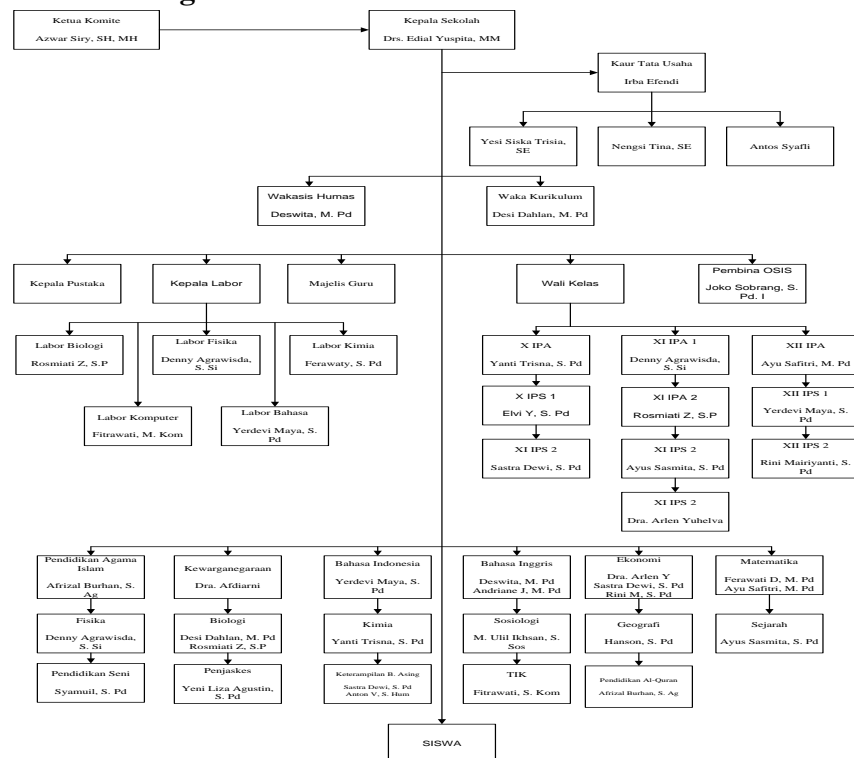 g
Ketua Komite
Azwar Siry, SH, MH
Kepala Sekolah
Drs. Edial Yuspita, MM
Kaur Tata Usaha
Irba Efendi
Yesi Siska Trisia,
SE
Nengsi Tina, SE
Antos Syafli
Wakasis Humas
Deswita, M. Pd
Waka Kurikulum
Desi Dahlan, M. Pd
Kepala Pustaka
Kepala Labor
Majelis Guru
Wali Kelas
Pembina OSIS
Joko Sobrang, S.
Pd. I
Labor Biologi
Rosmiati Z, S.P
Labor Fisika
Denny Agrawisda,
S. Si
Labor Kimia
Ferawaty, S. Pd
Labor Komputer
Fitrawati, M. Kom
Labor Bahasa
Yerdevi Maya, S.
Pd
X IPA
Yanti Trisna, S. Pd
XI IPA 1
Denny Agrawisda,
S. Si
XII IPA
Ayu Safitri, M. Pd
X IPS 1
Elvi Y, S. Pd
XI IPA 2
Rosmiati Z, S.P
XII IPS 1
Yerdevi Maya, S.
Pd
XI IPS 2
Sastra Dewi, S. Pd
XI IPS 2
Ayus Sasmita, S. Pd
XII IPS 2
Rini Mairiyanti, S.
Pd
XI IPS 2
Dra. Arlen Yuhelva
Pendidikan Agama
Islam
Afrizal Burhan, S.
Ag
Kewarganegaraan
Dra. Afdiarni
Bahasa Indonesia
Yerdevi Maya, S.
Pd
Bahasa Inggris
Deswita, M. Pd
Andriane J, M. Pd
Ekonomi
Dra. Arlen Y
Sastra Dewi, S. Pd
Rini M, S. Pd
Matematika
Ferawati D, M. Pd
Ayu Safitri, M. Pd
Fisika
Denny Agrawisda,
S. Si
Biologi
Desi Dahlan, M. Pd
Rosmiati Z, S.P
Kimia
Yanti Trisna, S. Pd
Sosiologi
M. Ulil Ikhsan, S.
Sos
Geografi
Hanson, S. Pd
Sejarah
Ayus Sasmita, S. Pd
Pendidikan Seni
Syamuil, S. Pd
Penjaskes
Yeni Liza Agustin,
S. Pd
Keterampilan B. Asing
Sastra Dewi, S. Pd
Anton V, S. Hum
TIK
Fitrawati, S. Kom
Pendidikan Al-Quran
Afrizal Burhan, S. Ag
SISWA